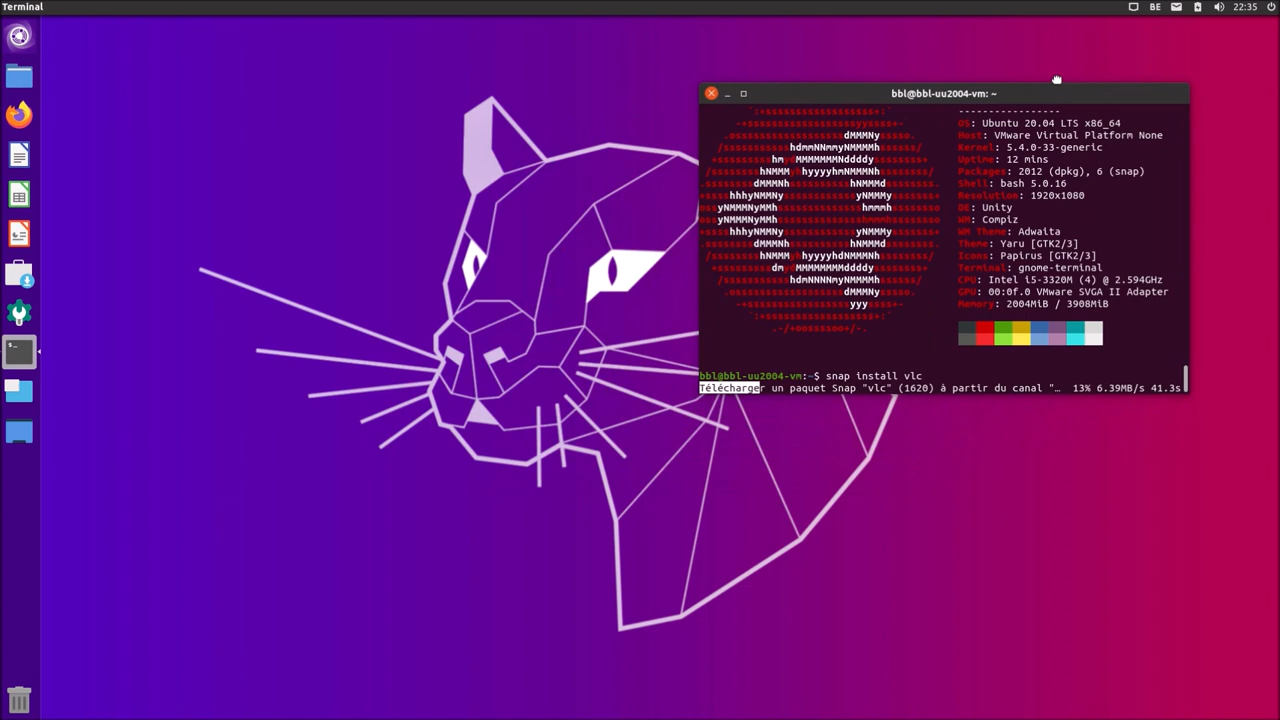 Terminal
BE
22:35
bbl@bbl-uu2004-vm: ~
-----------------
OS: Ubuntu 20.04 LTS x86_64
Host: VMware Virtual Platform None
Kernel: 5.4.0-33-generic
Uptime: 12 mins
Packages: 2012 (dpkg), 6 (snap)
Shell: bash 5.0.16
Resolution: 1920x1080
DE: Unity
WM: Compiz
WM Theme: Adwaita
Theme: Yaru [GTK2/3]
Icons: Papirus [GTK2/3]
Terminal: gnome-terminal
CPU: Intel i5-3320M (4) @ 2.594GHz
GPU: 00:0f.0 VMware SVGA II Adapter
Memory: 2004MiB / 3908MiB
bbl@bbl-uu2004-vm:~$ snap install vlc
Télécharger un paquet Snap "vlc" (1620) à partir du canal "… 13% 6.39MB/s 41.3s